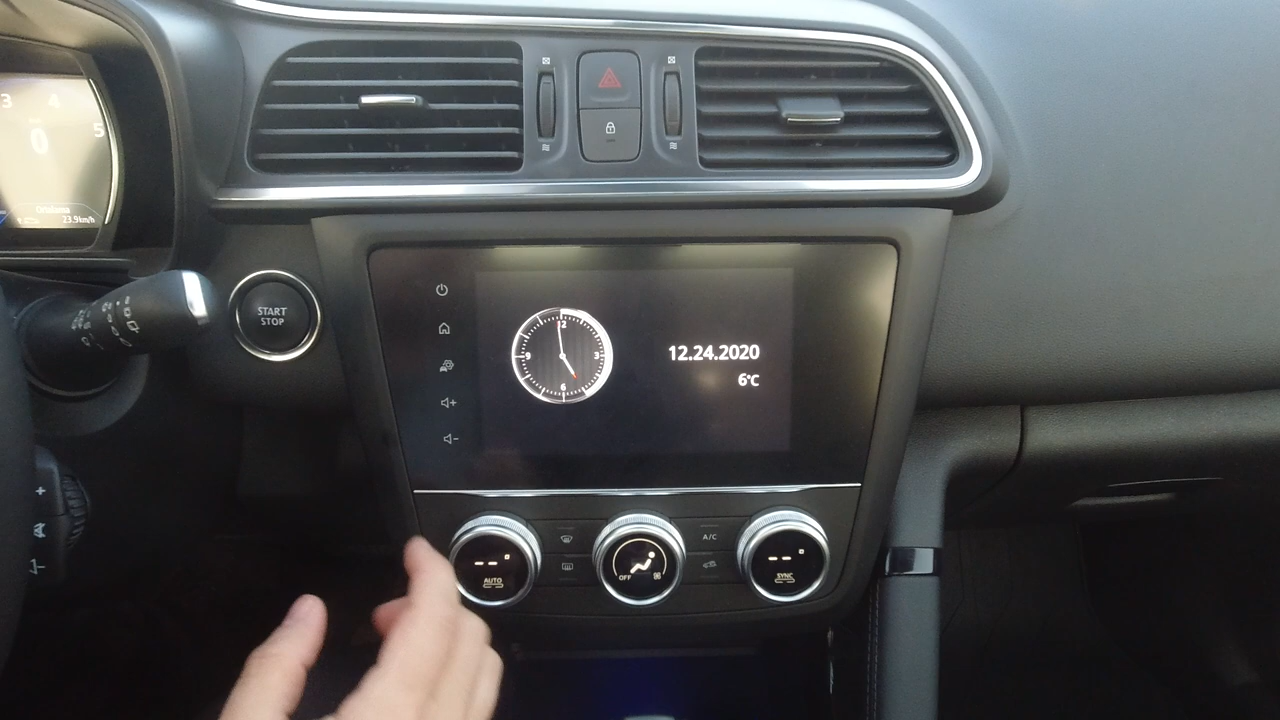 3 4 5
0
Ortalama
23.9km/h
START
STOP
12
9 3
6
12.24.2020
6°C
+
-
-- AUTO
OFF
A/C
-- SYNC